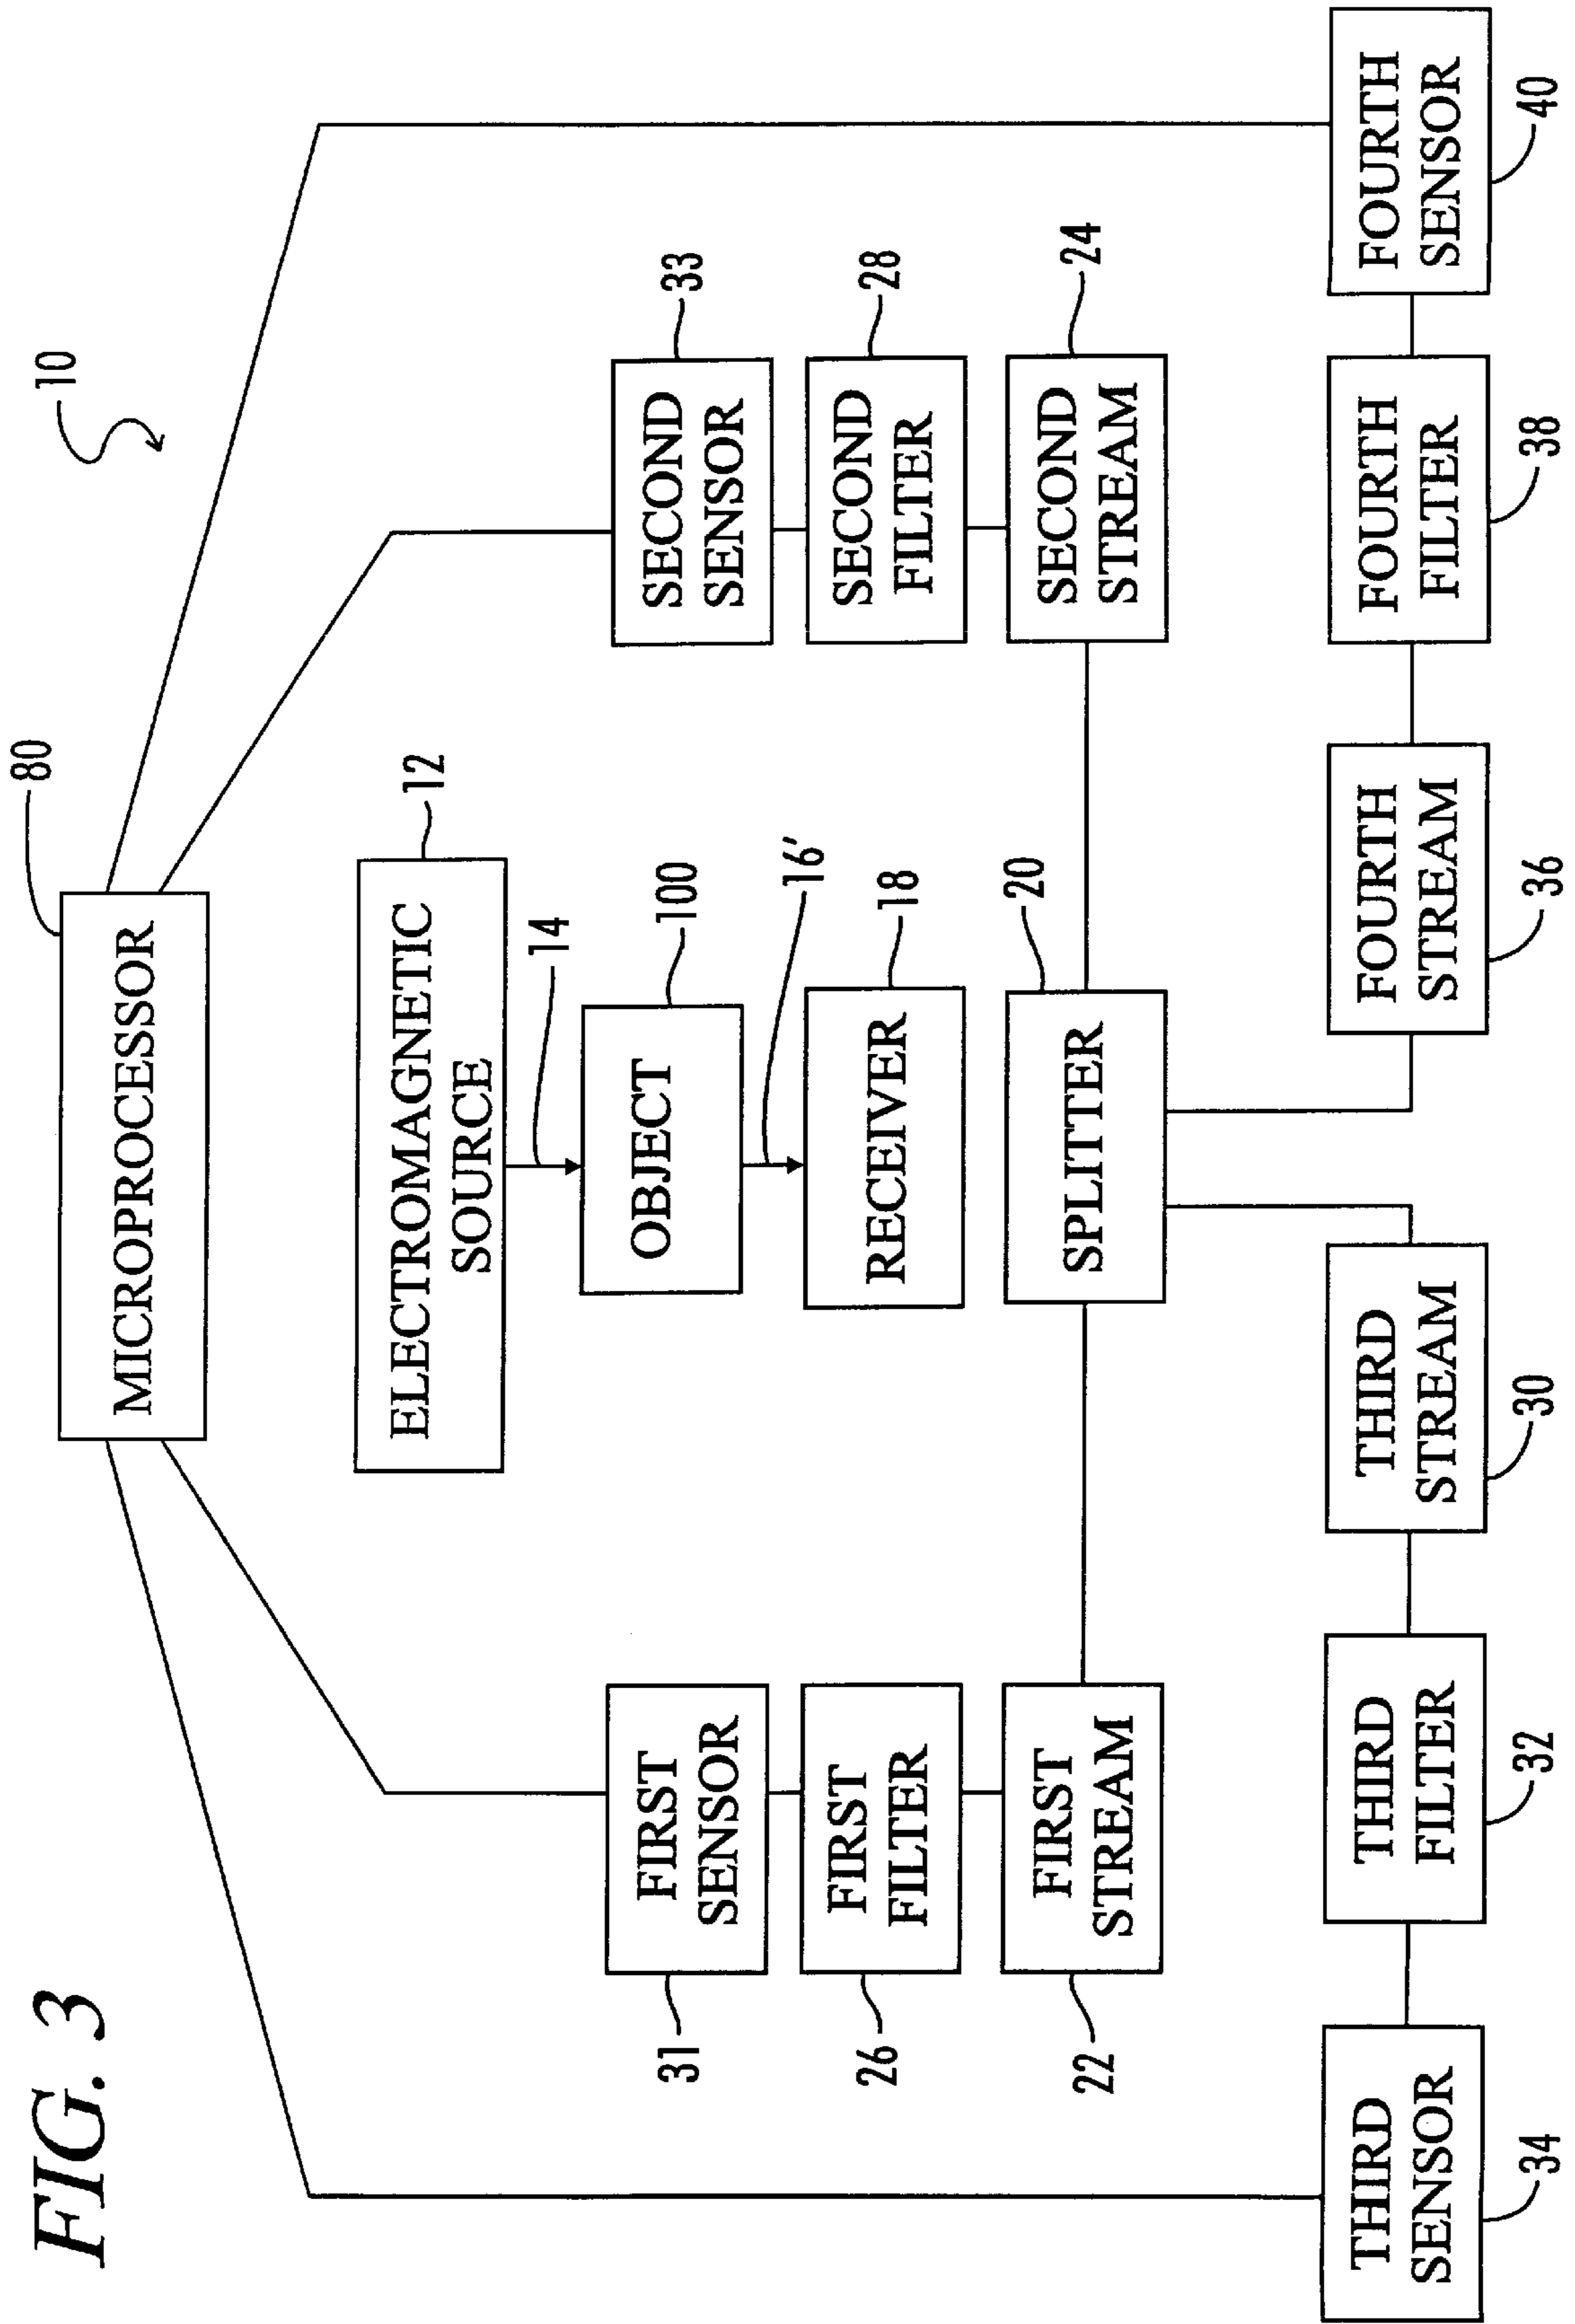 FIG. 3
10
80
MICROPROCESSOR
ELECTROMAGNETIC
SOURCE
12
14
OBJECT
100
16'
RECEIVER
18
FIRST
SENSOR
31
SECOND
SENSOR
33
FIRST
FILTER
26
SECOND
FILTER
28
FIRST
STREAM
22
SPLITTER
20
SECOND
STREAM
24
THIRD
SENSOR
34
THIRD
FILTER
32
THIRD
STREAM
30
FOURTH
STREAM
36
FOURTH
FILTER
38
FOURTH
SENSOR
40